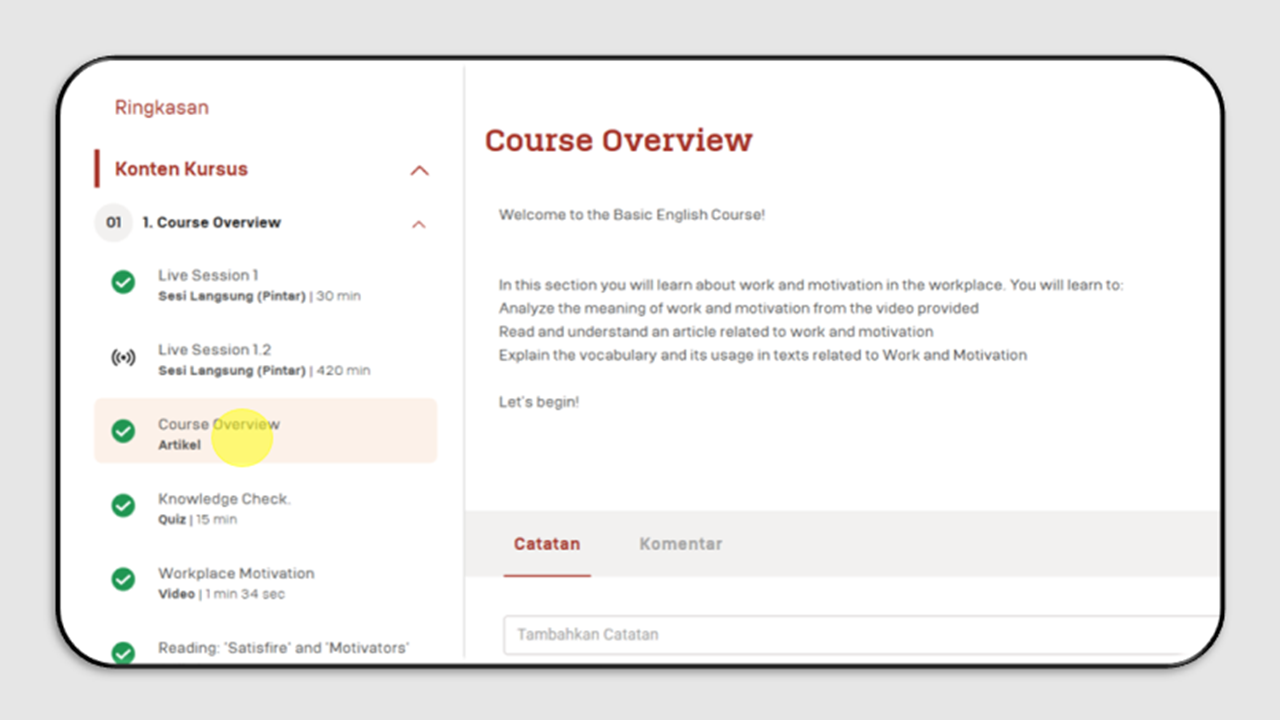 Ringkasan
Konten Kursus
01 1. Course Overview
Live Session 1
Sesi Langsung (Pintar) | 30 min
Live Session 1.2
Sesi Langsung (Pintar) | 420 min
Course Overview
Artikel
Knowledge Check.
Quiz | 15 min
Workplace Motivation
Video | 1 min 34 sec
Reading: 'Satisfire' and 'Motivators'
Course Overview
Welcome to the Basic English Course!
In this section you will learn about work and motivation in the workplace. You will learn to:
Analyze the meaning of work and motivation from the video provided
Read and understand an article related to work and motivation
Explain the vocabulary and its usage in texts related to Work and Motivation
Let's begin!
Catatan Komentar
Tambahkan Catatan